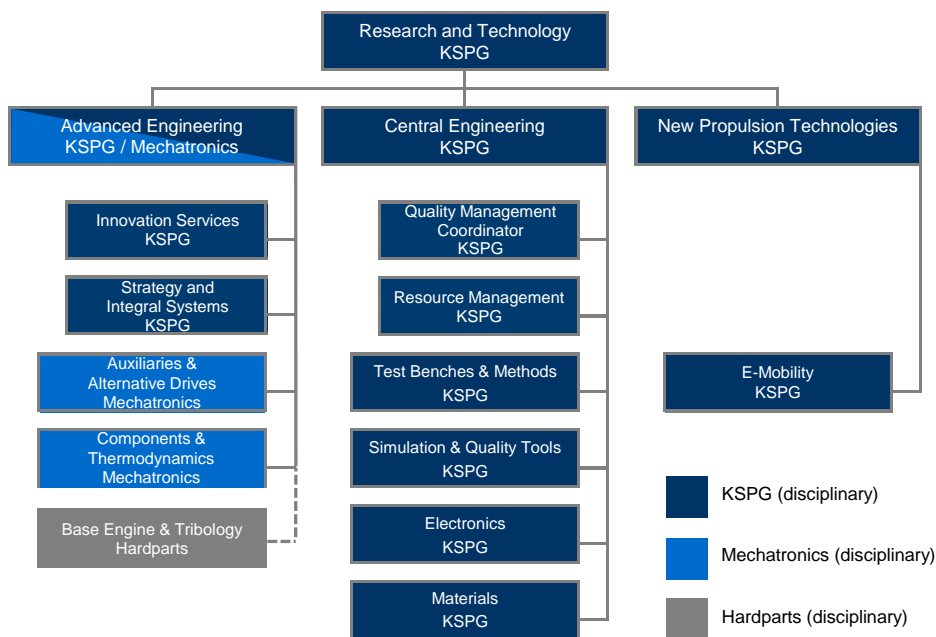 Research and Technology
KSPG
Advanced Engineering
KSPG / Mechatronics
Central Engineering
KSPG
New Propulsion Technologies
KSPG
Innovation Services
KSPG
Strategy and
Integral Systems
KSPG
Auxiliaries &
Alternative Drives
Mechatronics
Components &
Thermodynamics
Mechatronics
Base Engine & Tribology
Hardparts
Quality Management
Coordinator
KSPG
Resource Management
KSPG
Test Benches & Methods
KSPG
Simulation & Quality Tools
KSPG
Electronics
KSPG
Materials
KSPG
E-Mobility
KSPG
KSPG (disciplinary)
Mechatronics (disciplinary)
Hardparts (disciplinary)